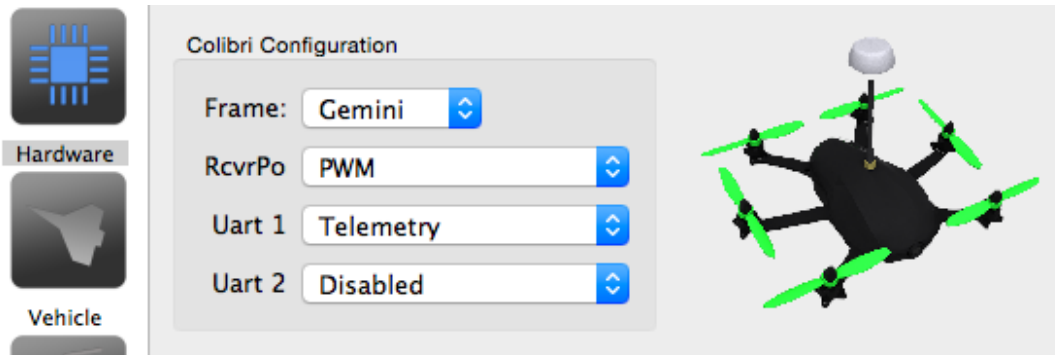 Colibri Configuration
Frame: Gemini
Hardware
RcvrPo PWM
Uart 1 Telemetry
Uart 2 Disabled
Vehicle